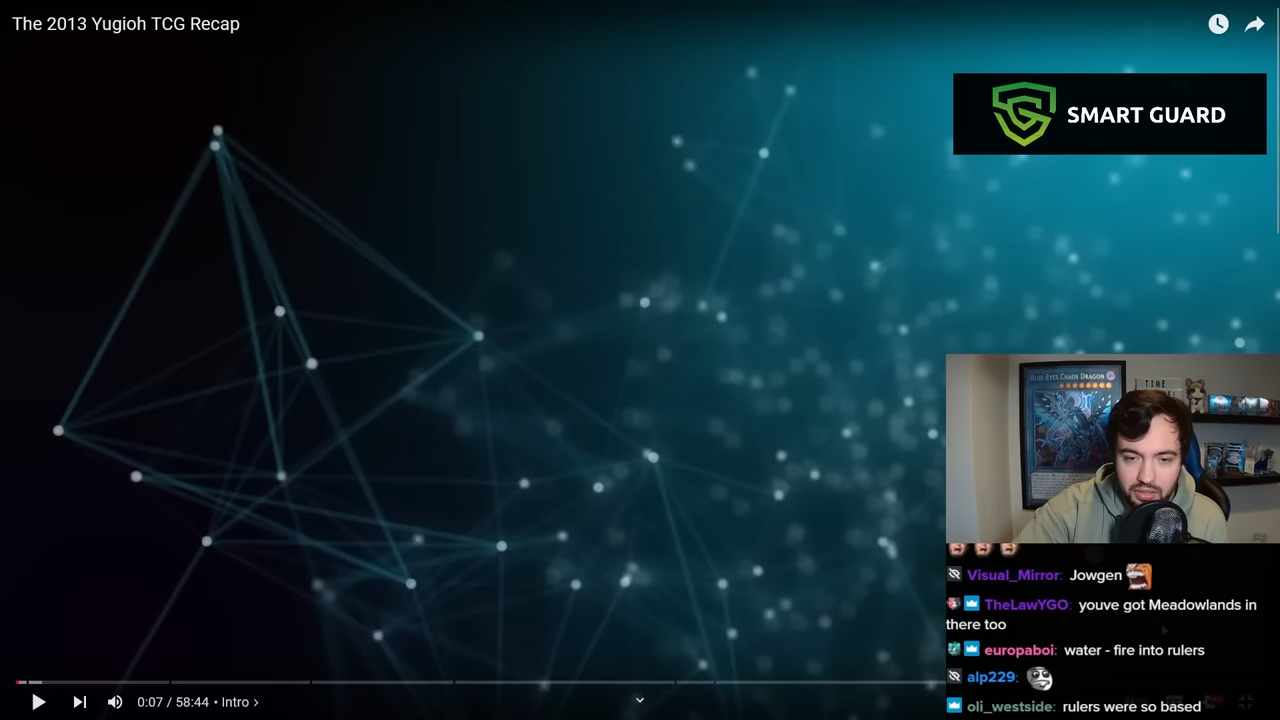 The 2013 Yugioh TCG Recap
SMART GUARD
BLUE-EYES CHAOS DRAGON
TIME
Visual_Mirror: Jowgen
TheLawYGO: youve got Meadowlands in
there too
europaboi: water - fire into rulers
alp229:
oli_westside: rulers were so based
0:07 / 58:44 • Intro